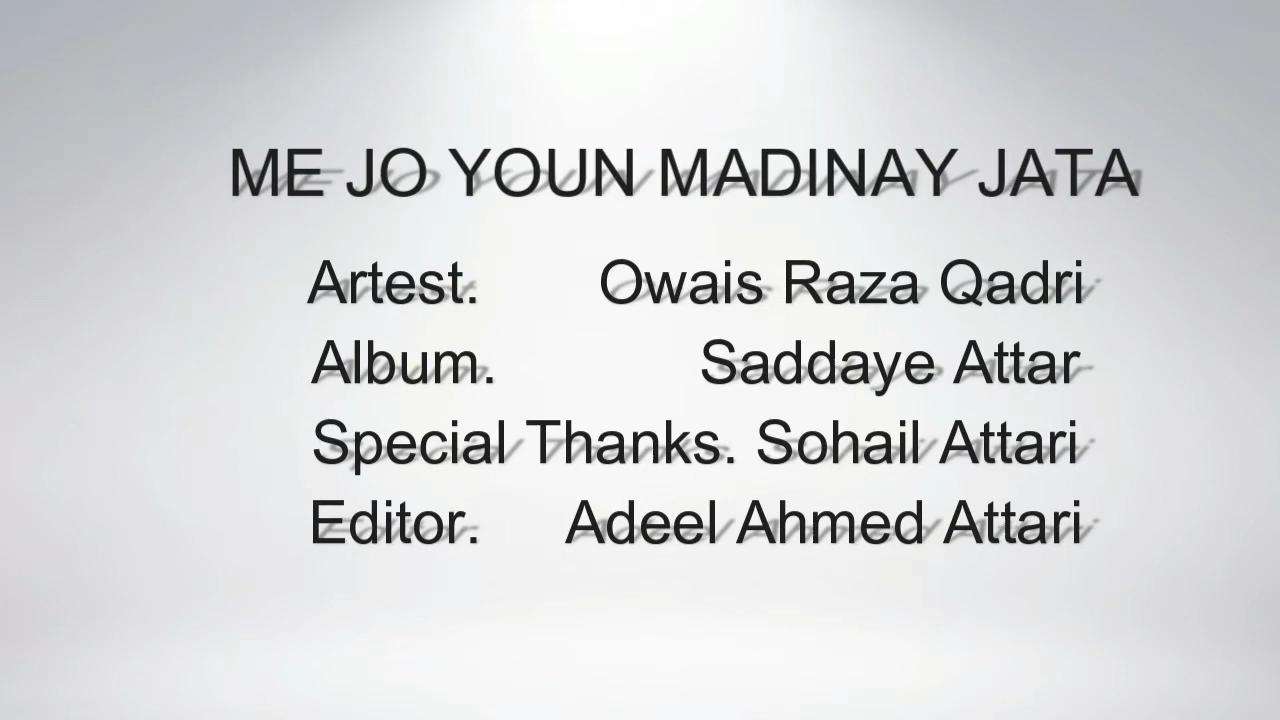 ME JO YOUN MADINAY JATA
Artest. Owais Raza Qadri
Album. Saddaye Attar
Special Thanks. Sohail Attari
Editor. Adeel Ahmed Attari